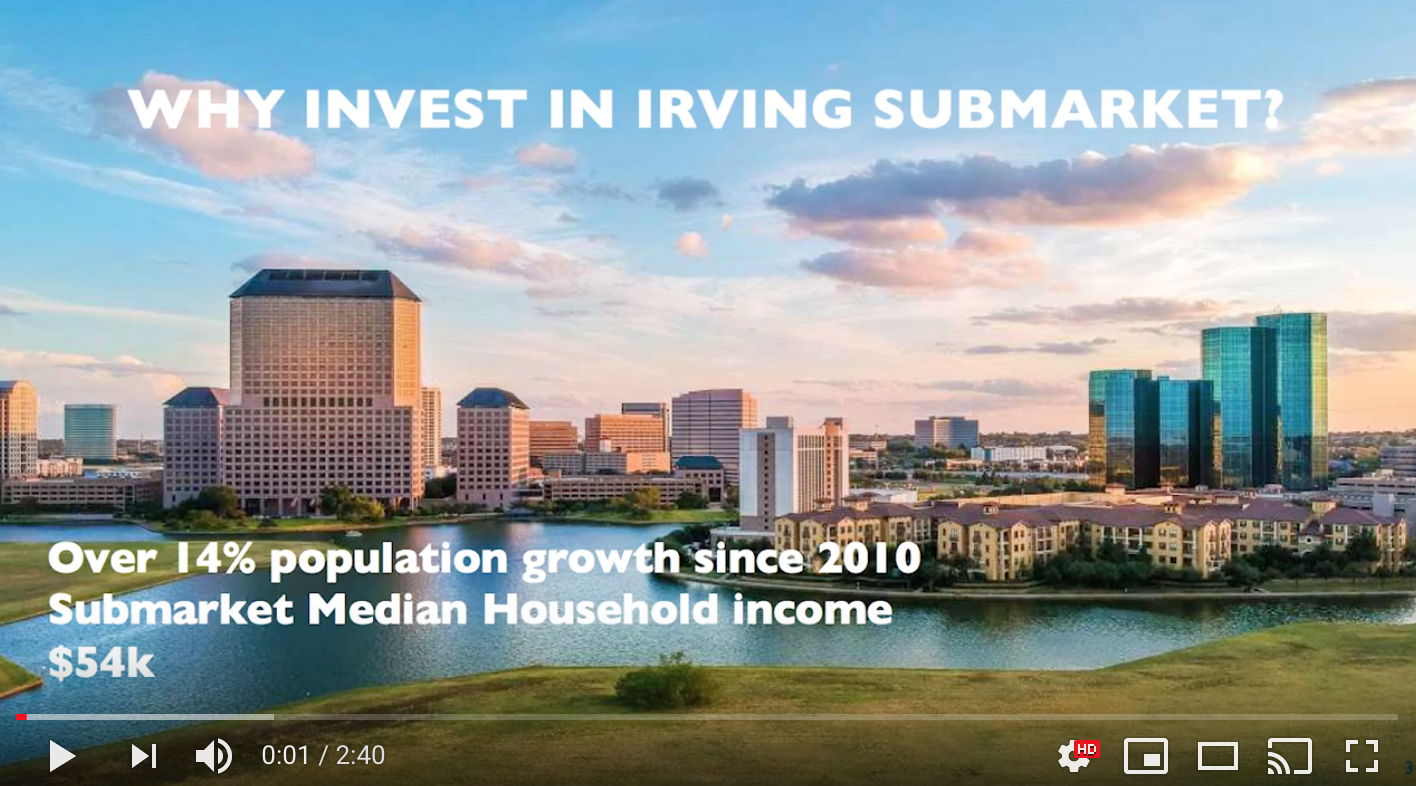 WHY INVEST IN IRVING SUBMARKET?
Over 14% population growth since 2010
Submarket Median Household income
$54k
0:01 / 2:40
HD
3